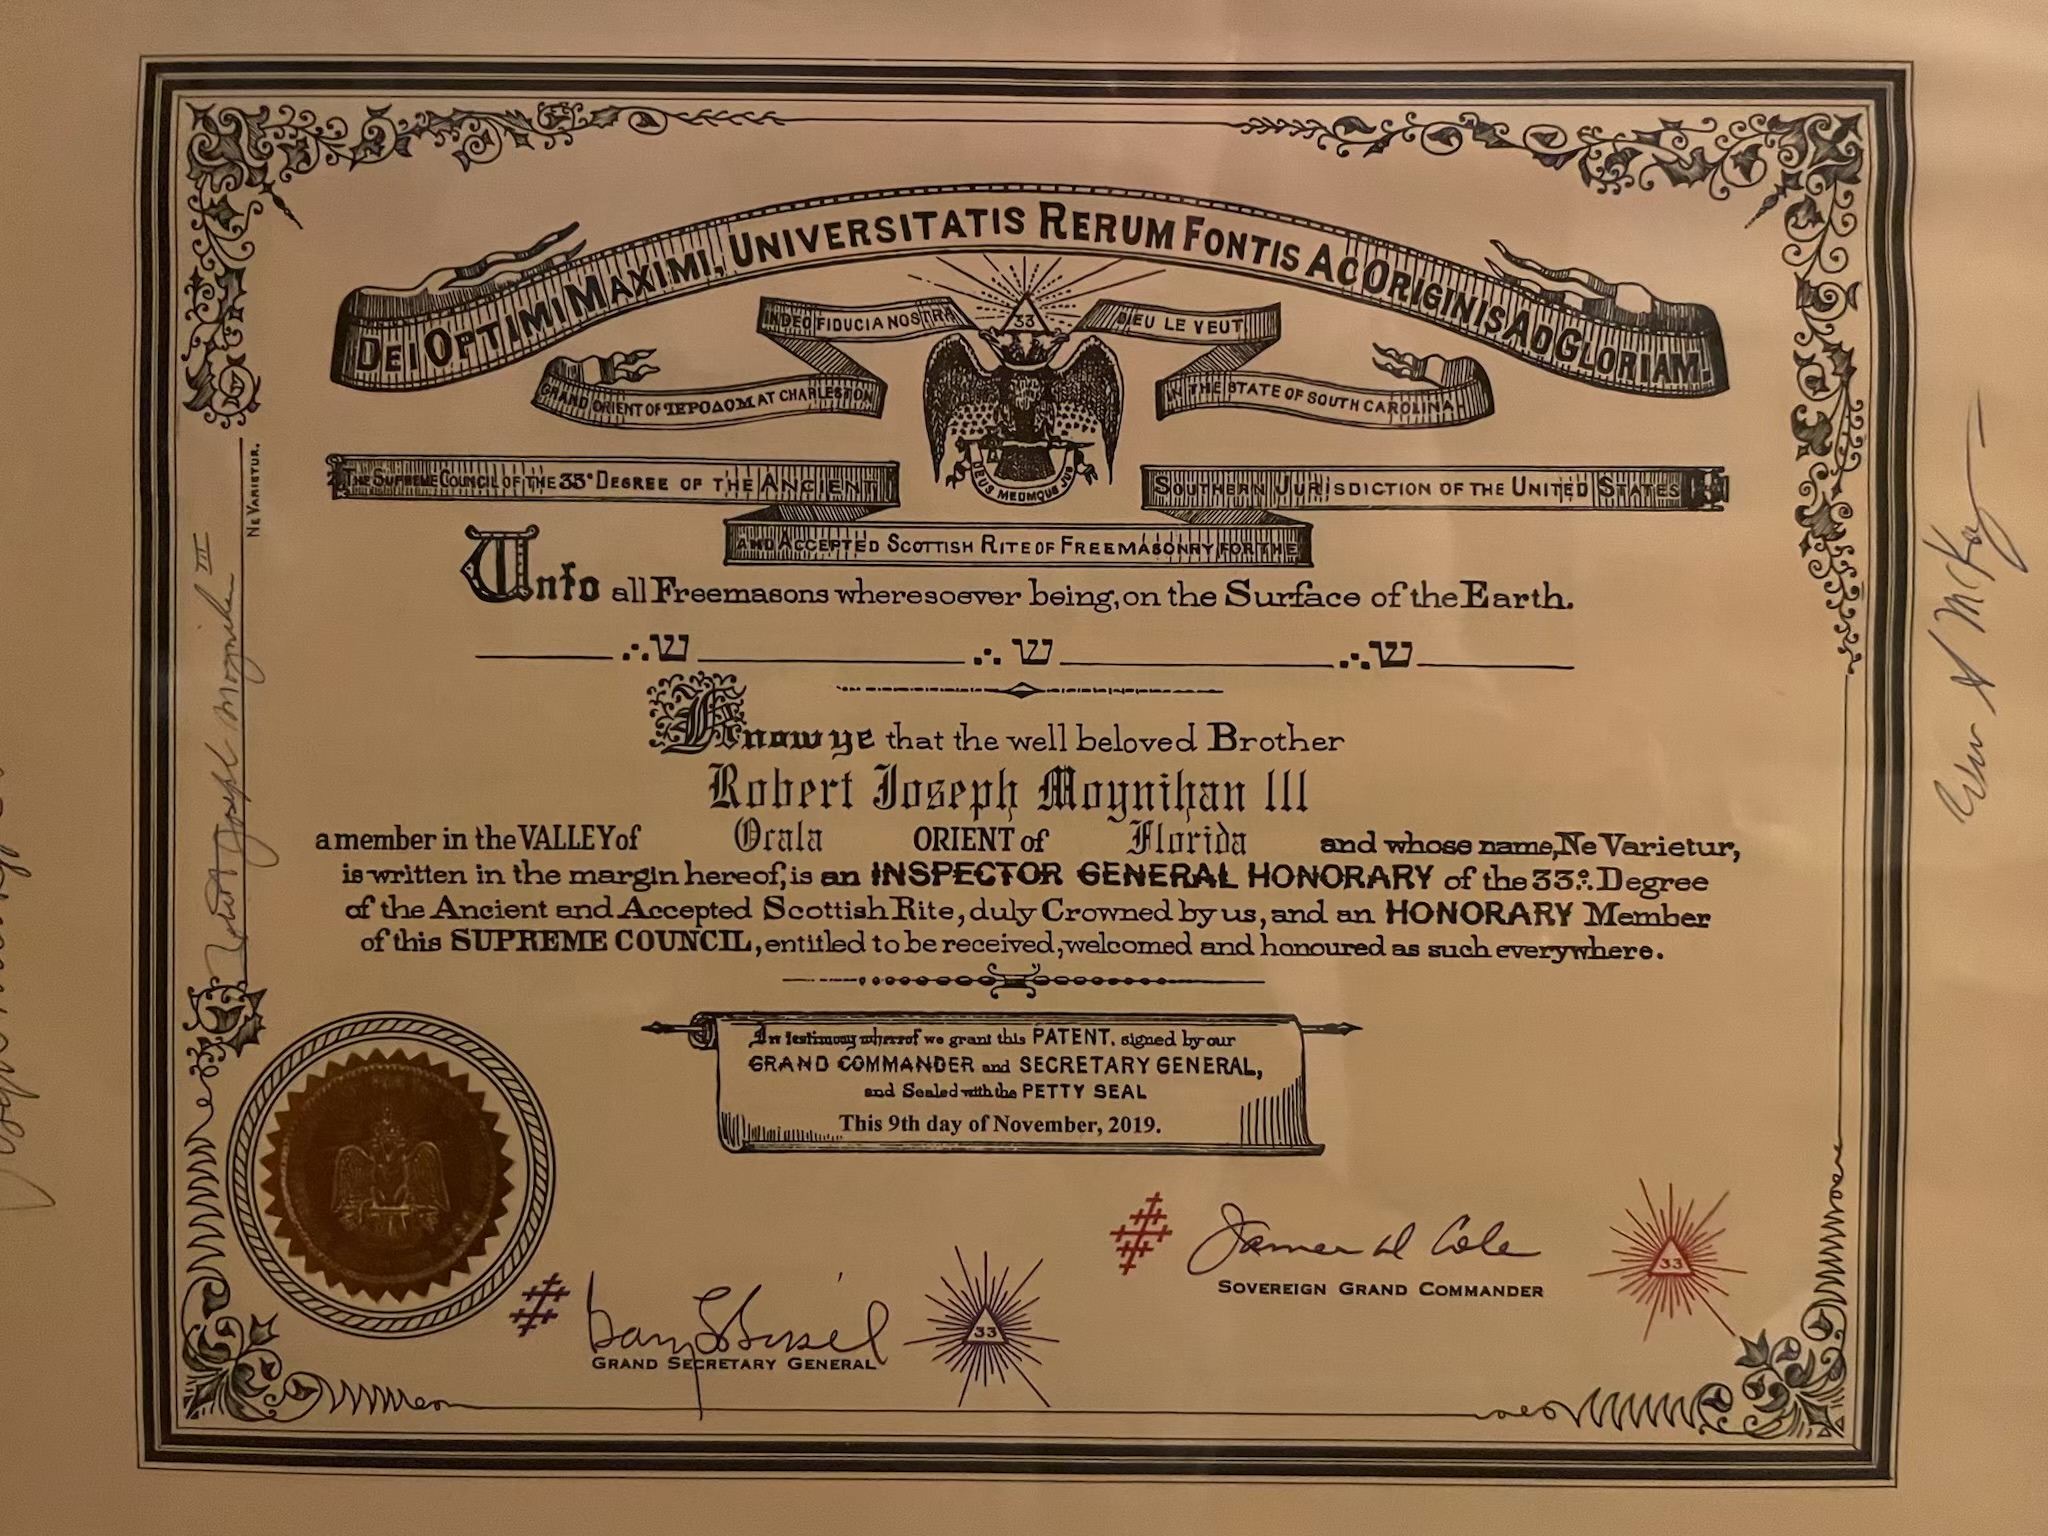 DEI OPTIMI MAXIMI, UNIVERSITATIS RERUM FONTIS AC ORIGINIS AD GLORIAM!
IN DEO FIDUCIA NOSTRA
33
DIEU LE VEUT
GRAND ORIENT OF ΊΕΡΟΔΟΜ AT CHARLESTON
IN THE STATE OF SOUTH CAROLINA.
DEUS MEUMQUE JUS
THE SUPREME COUNCIL OF THE 33° DEGREE OF THE ANCIENT
AND ACCEPTED SCOTTISH RITE OF FREEMASONRY FOR THE
SOUTHERN JURISDICTION OF THE UNITED STATES
Unto all Freemasons wheresoever being, on the Surface of the Earth.
∴ש ∴ש ∴ש
Know ye that the well beloved Brother
Robert Joseph Moynihan III
a member in the VALLEY of Ocala ORIENT of Florida and whose name, Ne Varietur,
is written in the margin hereof, is an INSPECTOR GENERAL HONORARY of the 33∴ Degree
of the Ancient and Accepted Scottish Rite, duly Crowned by us, and an HONORARY Member
of this SUPREME COUNCIL, entitled to be received, welcomed and honoured as such everywhere.
In testimony whereof we grant this PATENT, signed by our
GRAND COMMANDER and SECRETARY GENERAL,
and Sealed with the PETTY SEAL
This 9th day of November, 2019.
James D Cole
33
SOVEREIGN GRAND COMMANDER
33
GRAND SECRETARY GENERAL
NE VARIETUR.
Robert Joseph Moynihan III
McKay